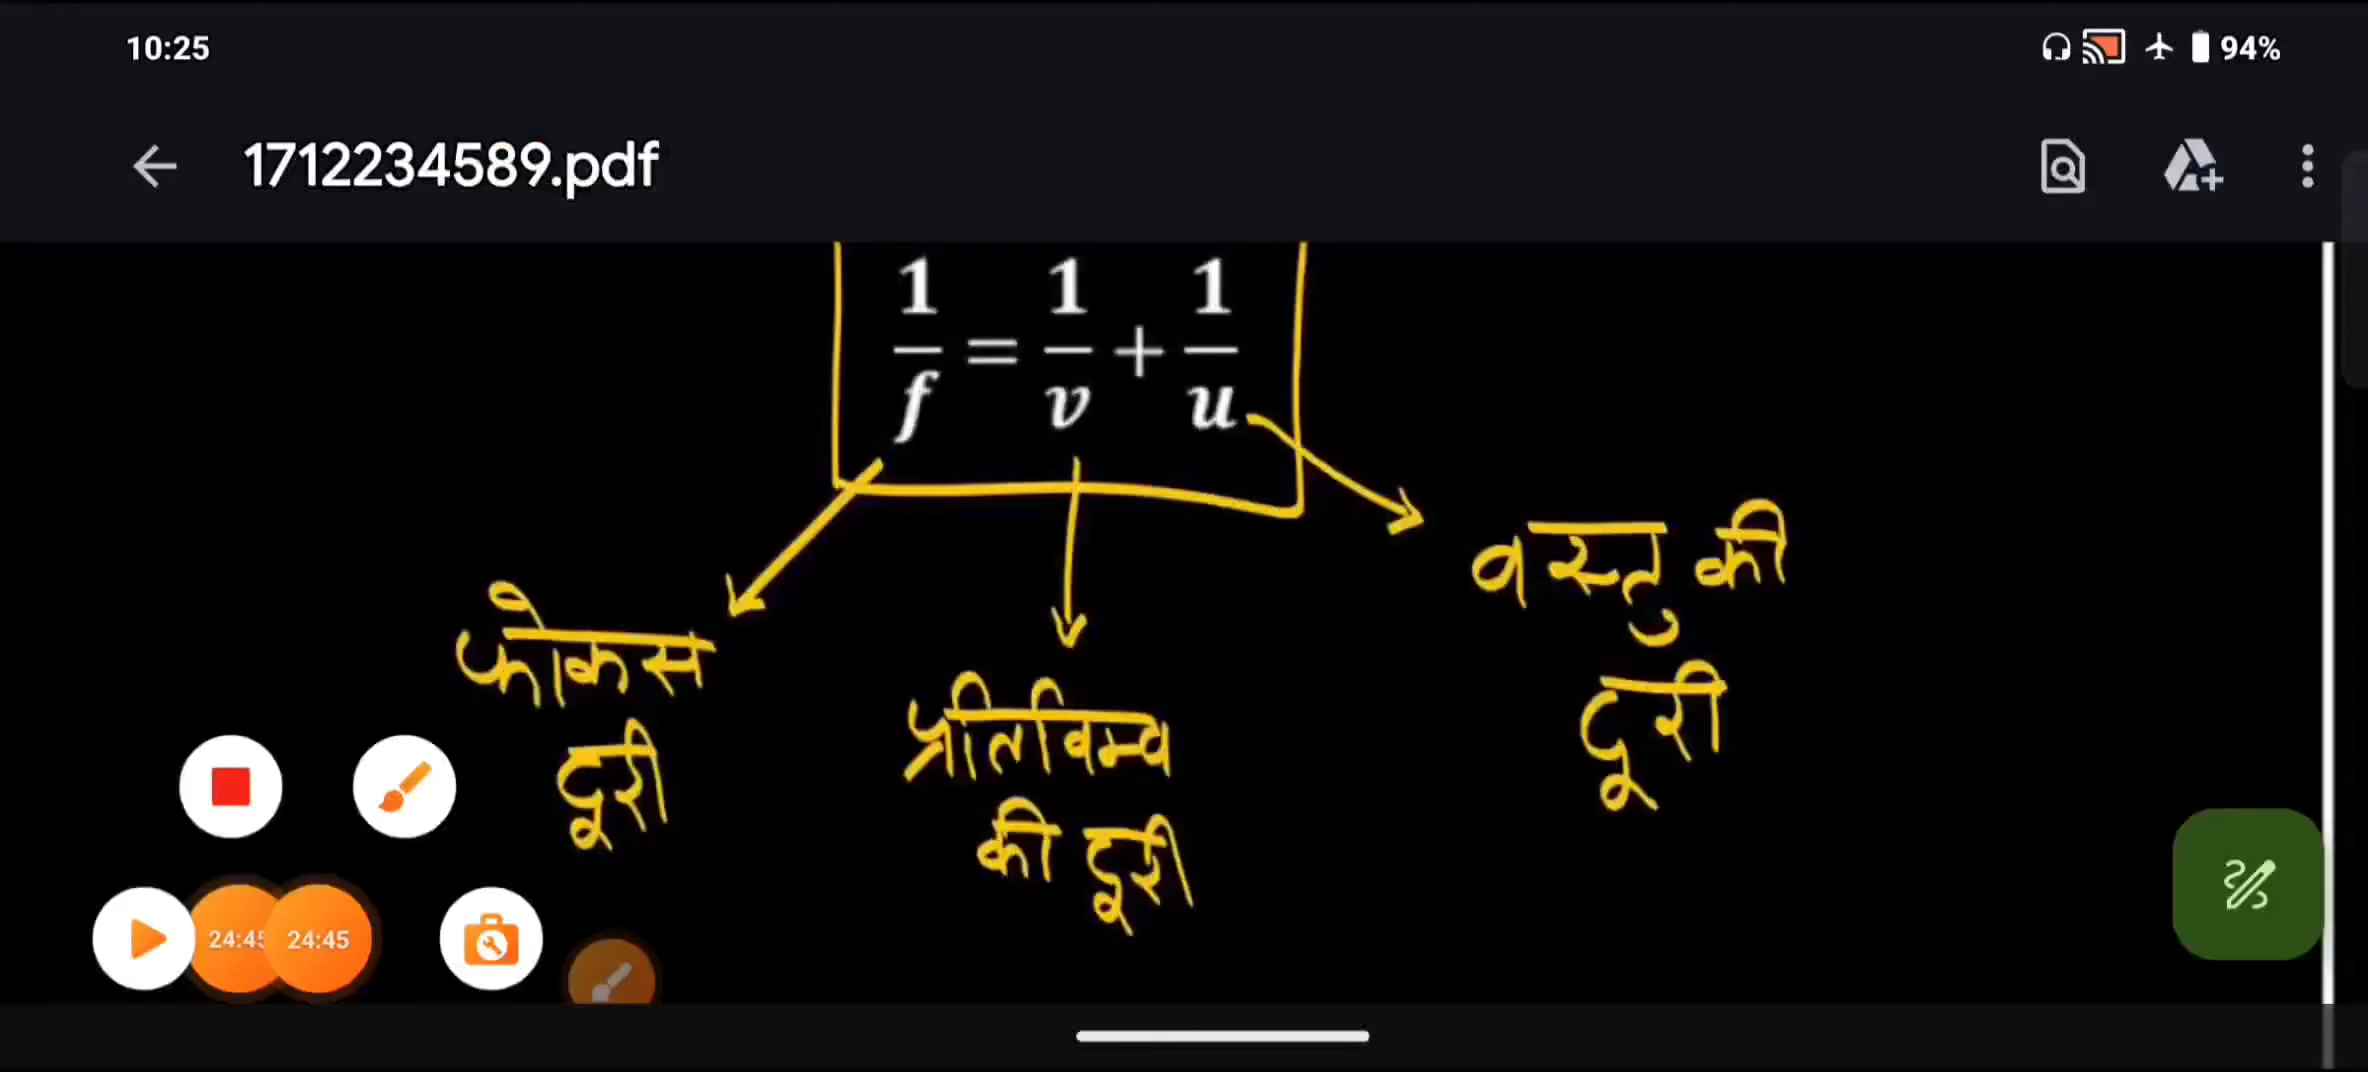 10:25
94%
1712234589.pdf
1/f = 1/v + 1/u
वस्तु की
दूरी
फोकस
दूरी
प्रतिबिम्ब
की दूरी
24:45
24:45